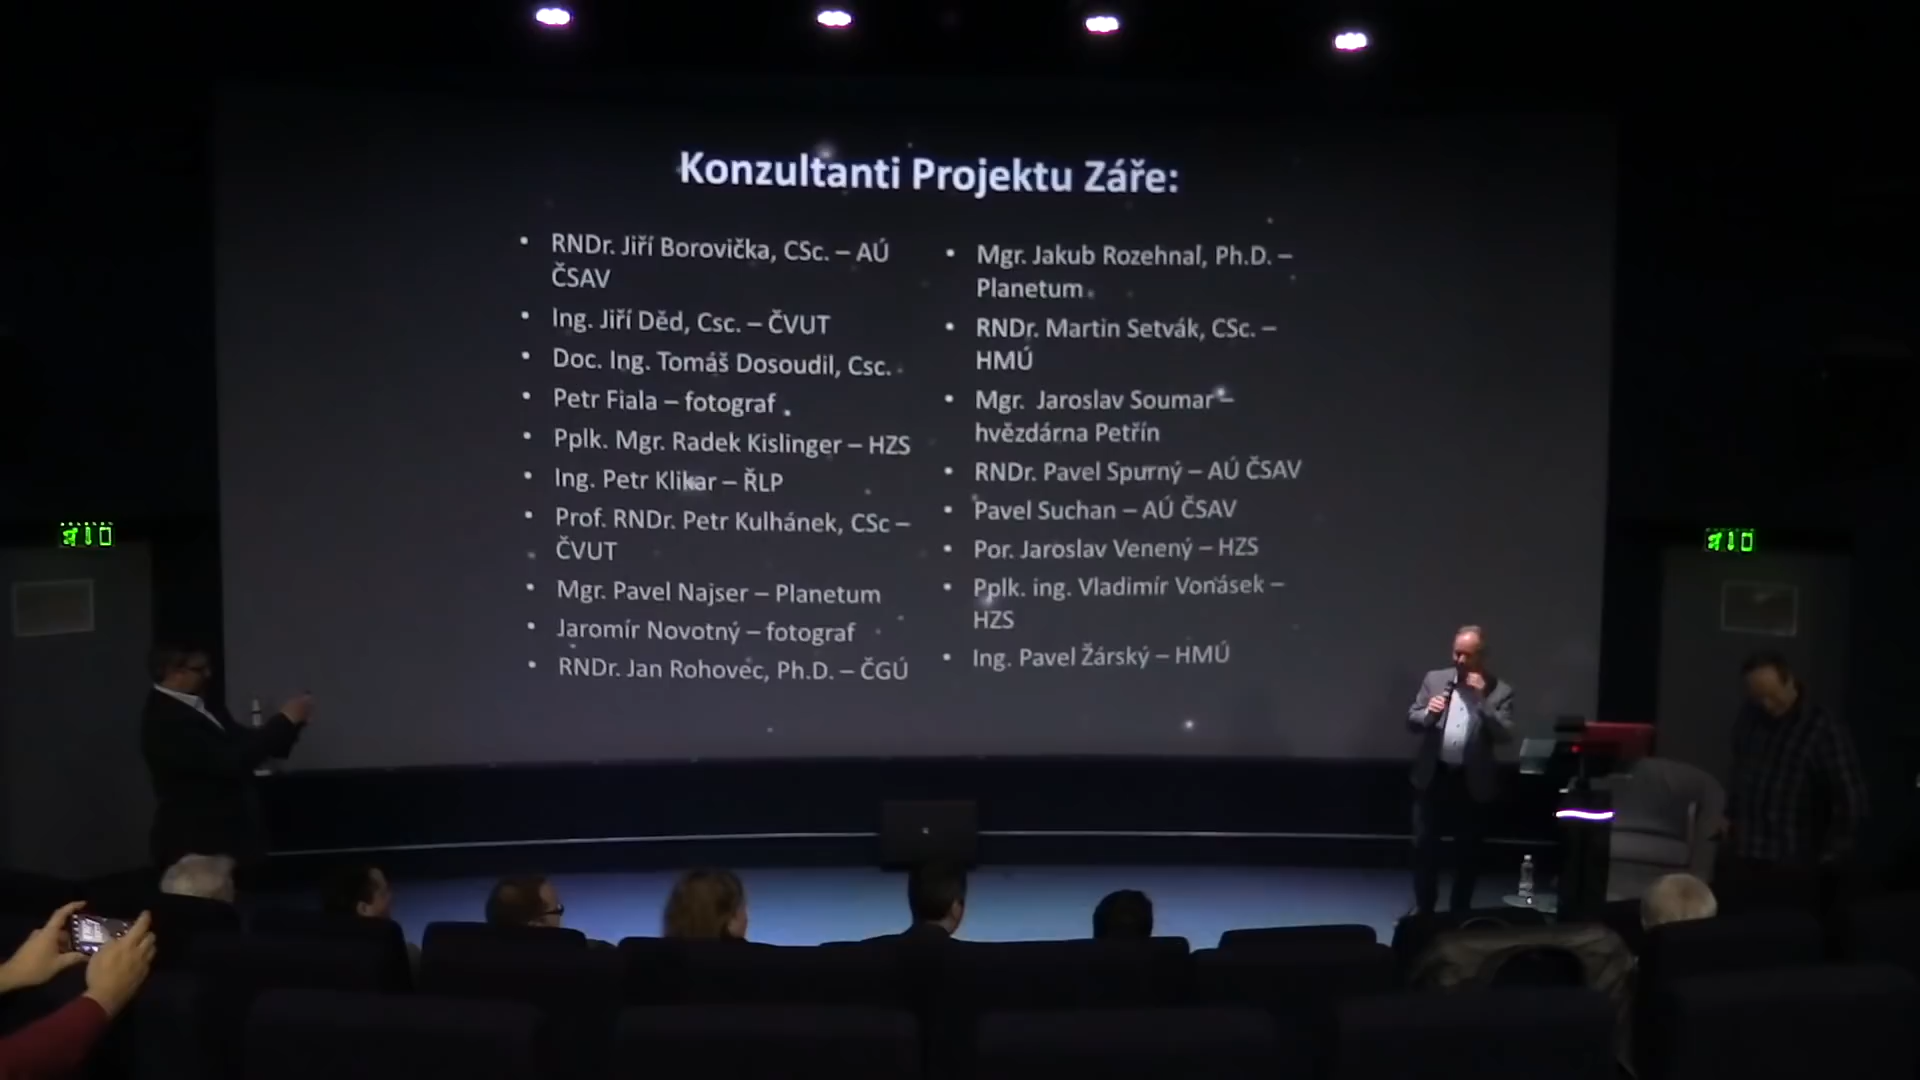 Konzultanti Projektu Záře:
• RNDr. Jiří Borovička, CSc. – AÚ
ČSAV
• Ing. Jiří Děd, Csc. – ČVUT
• Doc. Ing. Tomáš Dosoudil, Csc.
• Petr Fiala – fotograf
• Pplk. Mgr. Radek Kislinger – HZS
• Ing. Petr Klikar – ŘLP
• Prof. RNDr. Petr Kulhánek, CSc –
ČVUT
• Mgr. Pavel Najser – Planetum
• Jaromír Novotný – fotograf
• RNDr. Jan Rohovec, Ph.D. – ČGÚ
• Mgr. Jakub Rozehnal, Ph.D. –
Planetum
• RNDr. Martin Setvák, CSc. –
HMÚ
• Mgr. Jaroslav Soumar –
hvězdárna Petřín
• RNDr. Pavel Spurný – AÚ ČSAV
• Pavel Suchan – AÚ ČSAV
• Por. Jaroslav Venený – HZS
• Pplk. ing. Vladimír Vonásek –
HZS
• Ing. Pavel Žárský – HMÚ